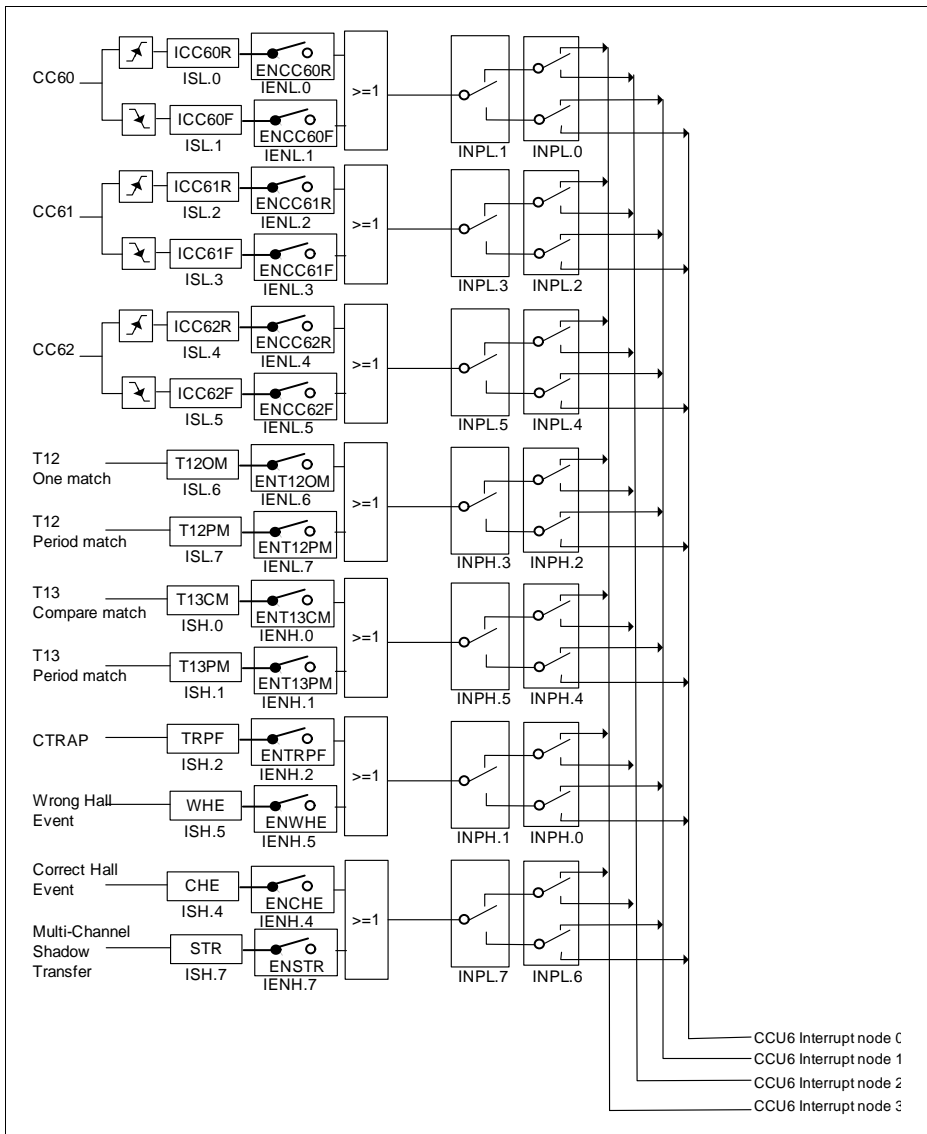 CC60
ICC60R
ISL.0
ENCC60R
IENL.0
ICC60F
ISL.1
ENCC60F
IENL.1
>=1
INPL.1
INPL.0
CC61
ICC61R
ISL.2
ENCC61R
IENL.2
ICC61F
ISL.3
ENCC61F
IENL.3
>=1
INPL.3
INPL.2
CC62
ICC62R
ISL.4
ENCC62R
IENL.4
ICC62F
ISL.5
ENCC62F
IENL.5
>=1
INPL.5
INPL.4
T12
One match
T12OM
ISL.6
ENT12OM
IENL.6
T12
Period match
T12PM
ISL.7
ENT12PM
IENL.7
>=1
INPH.3
INPH.2
T13
Compare match
T13CM
ISH.0
ENT13CM
IENH.0
T13
Period match
T13PM
ISH.1
ENT13PM
IENH.1
>=1
INPH.5
INPH.4
CTRAP
TRPF
ISH.2
ENTRPF
IENH.2
Wrong Hall
Event
WHE
ISH.5
ENWHE
IENH.5
>=1
INPH.1
INPH.0
Correct Hall
Event
CHE
ISH.4
ENCHE
IENH.4
Multi-Channel
Shadow
Transfer
STR
ISH.7
ENSTR
IENH.7
>=1
INPL.7
INPL.6
CCU6 Interrupt node 0
CCU6 Interrupt node 1
CCU6 Interrupt node 2
CCU6 Interrupt node 3